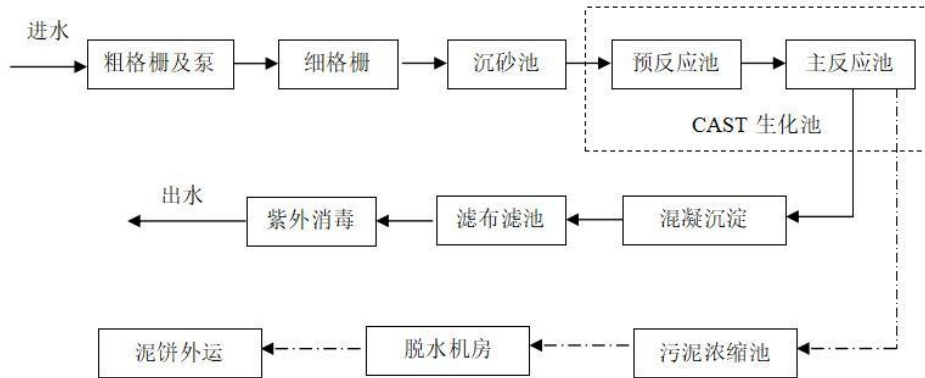 进水
粗格栅及泵
细格栅
沉砂池
预反应池
主反应池
CAST 生化池
出水
紫外消毒
滤布滤池
混凝沉淀
泥饼外运
脱水机房
污泥浓缩池